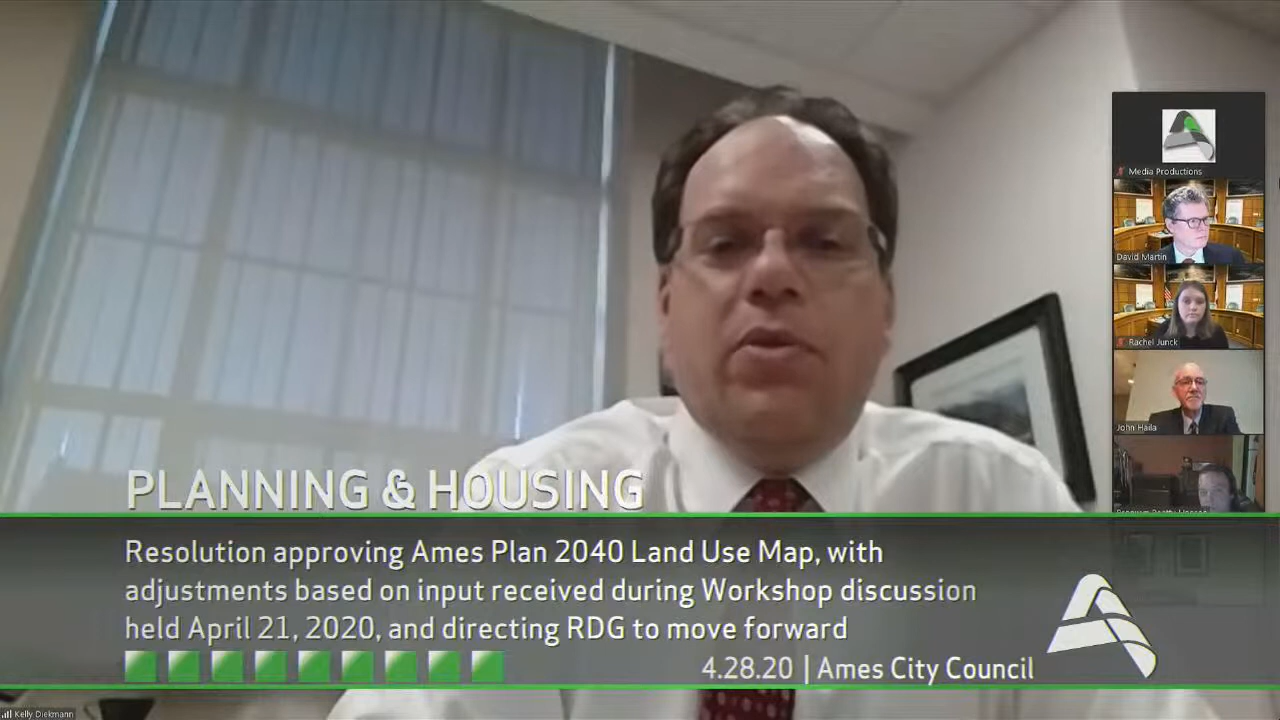 Media Productions
David Martin
Rachel Junck
John Haila
PLANNING & HOUSING
Resolution approving Ames Plan 2040 Land Use Map, with
adjustments based on input received during Workshop discussion
held April 21, 2020, and directing RDG to move forward
4.28.20 | Ames City Council
Kelly Diekmann